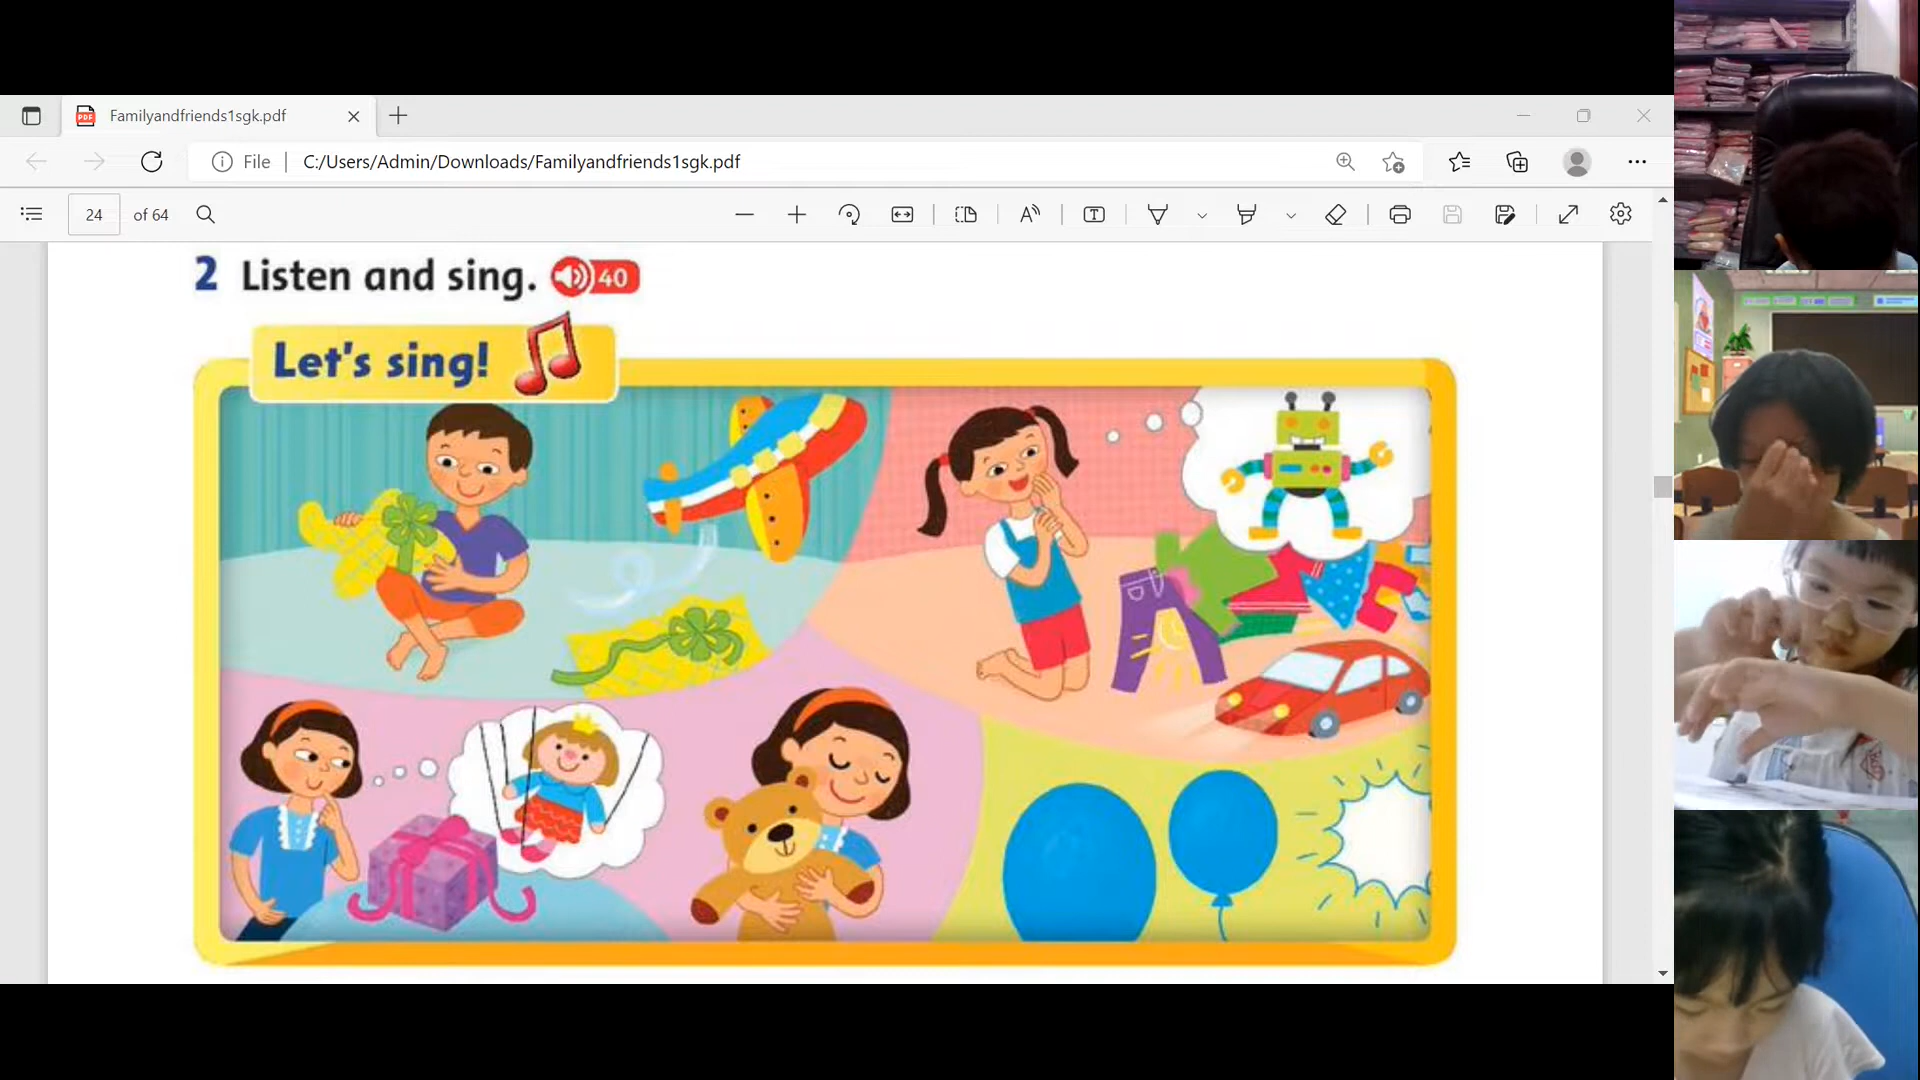 Familyandfriends1sgk.pdf
File C:/Users/Admin/Downloads/Familyandfriends1sgk.pdf
24 of 64
2 Listen and sing. 40
Let's sing!